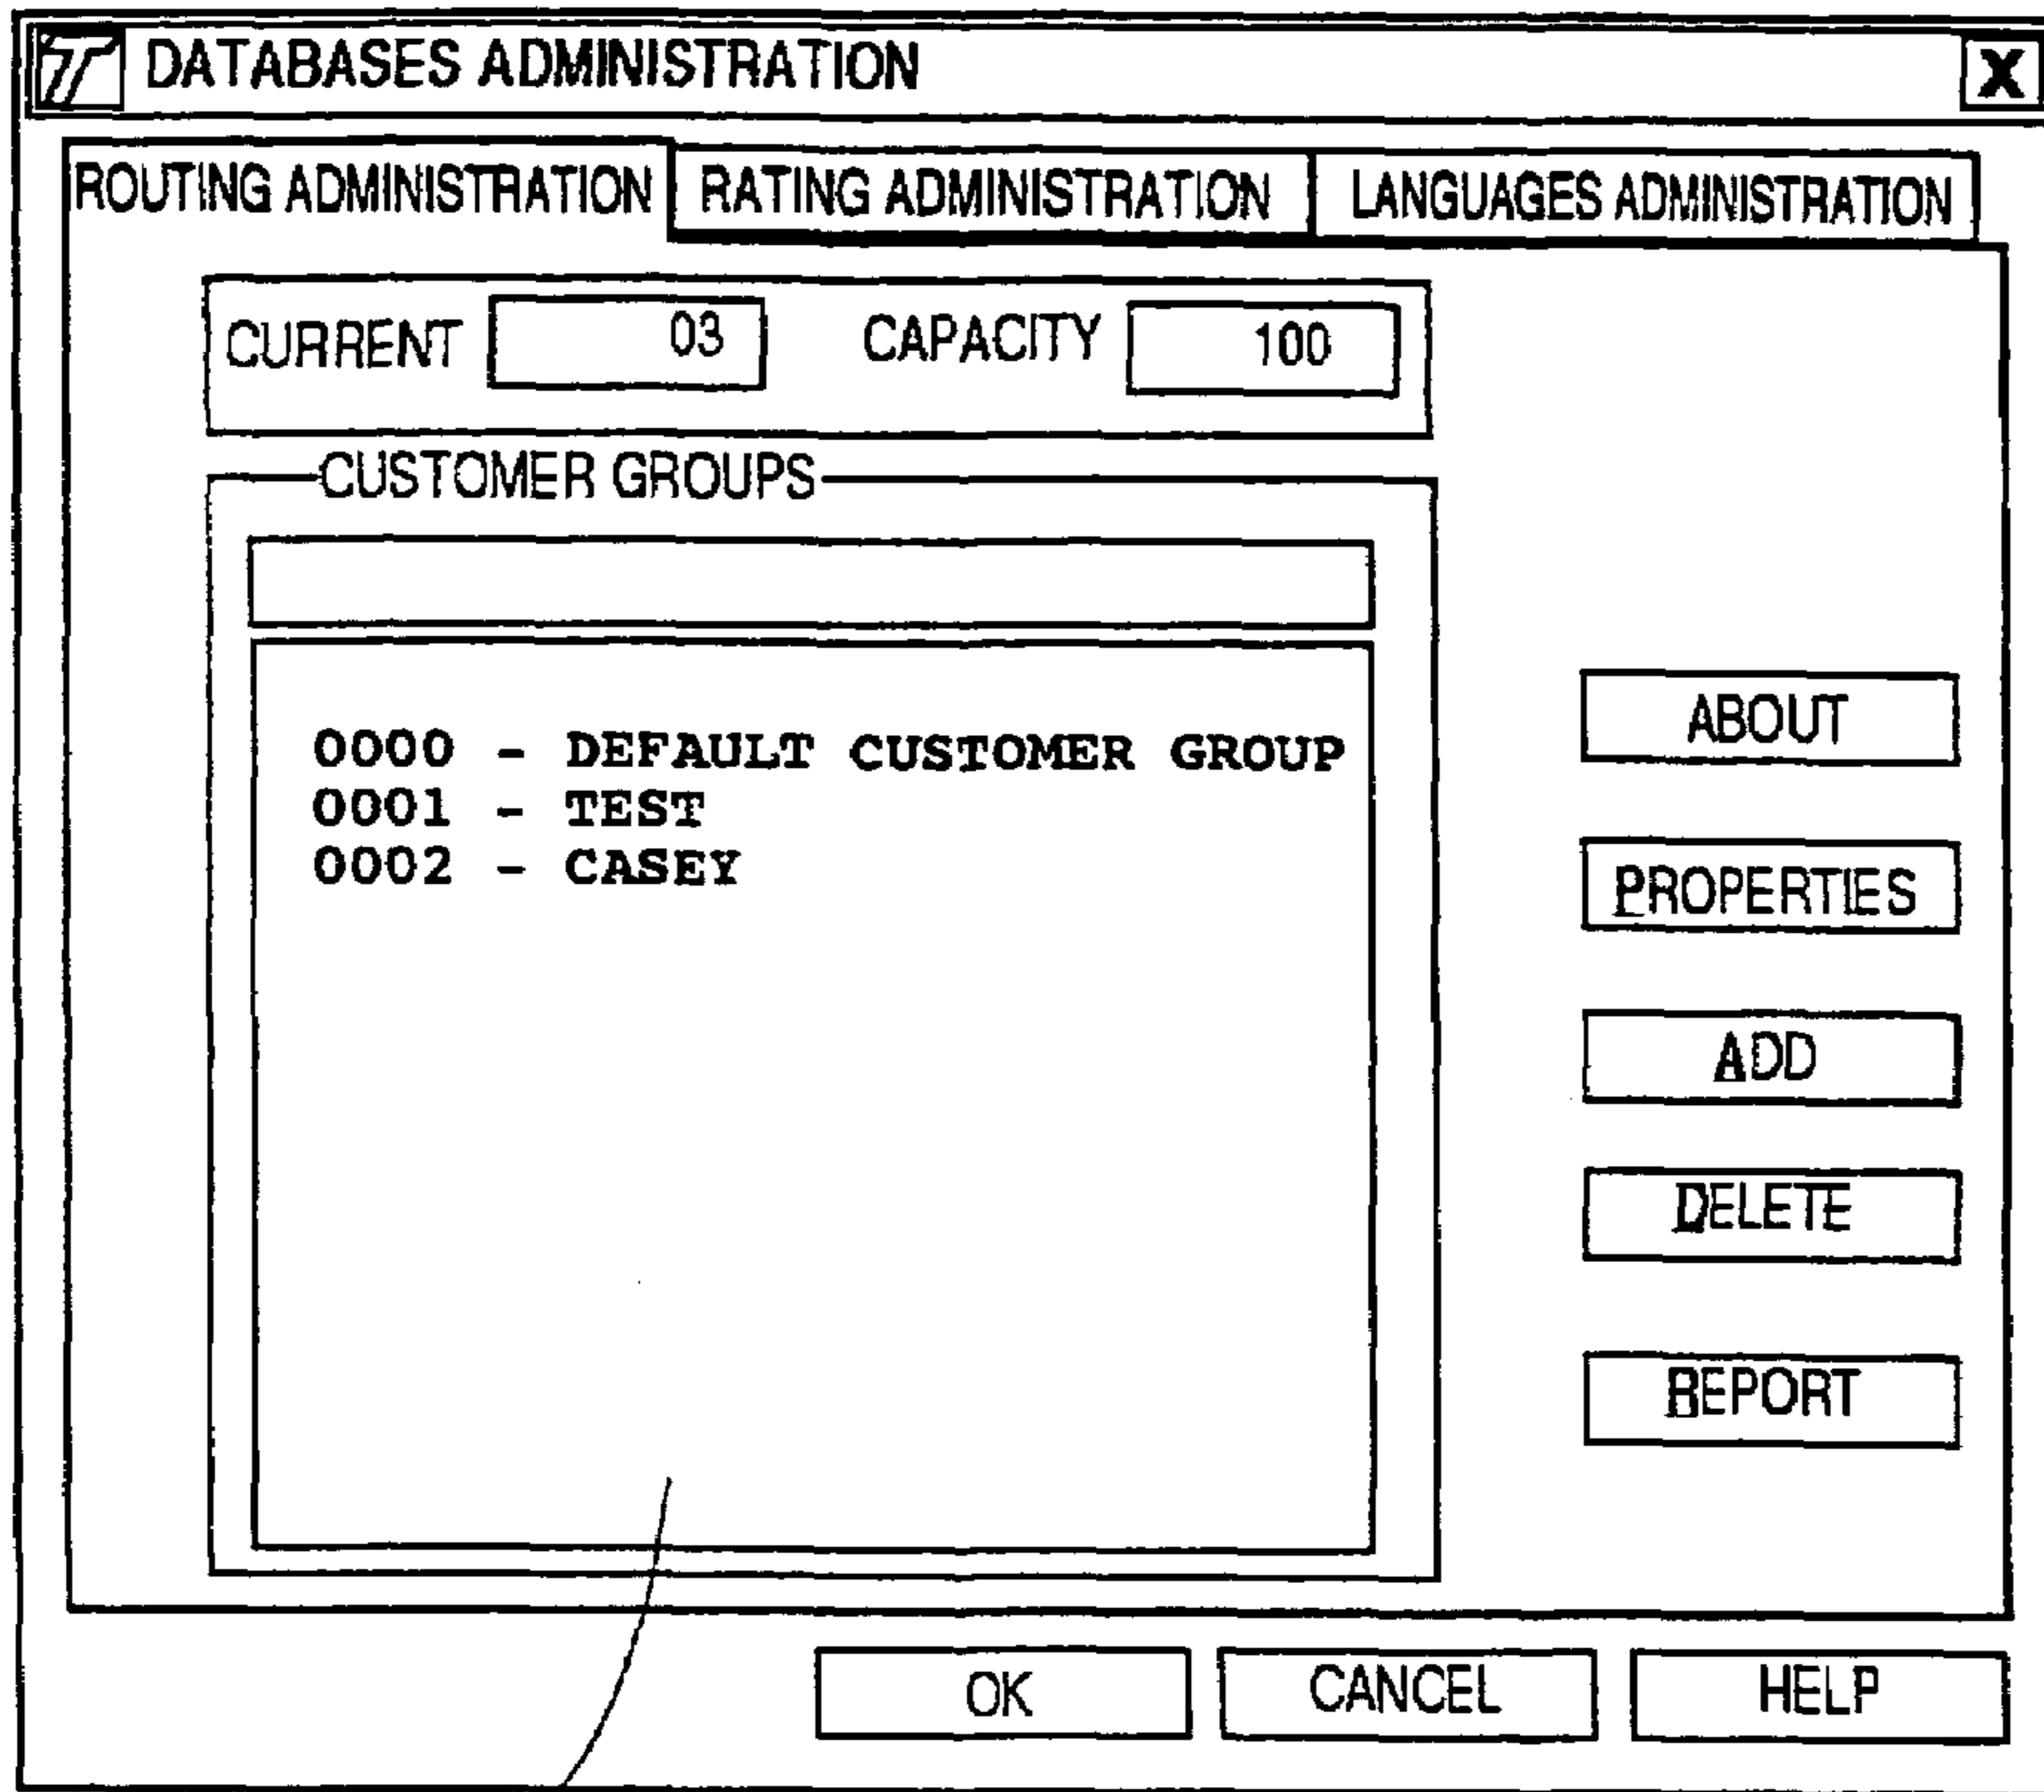 DATABASES ADMINISTRATION X
ROUTING ADMINISTRATION RATING ADMINISTRATION LANGUAGES ADMINISTRATION
CURRENT 03 CAPACITY 100
CUSTOMER GROUPS
0000 - DEFAULT CUSTOMER GROUP
0001 - TEST
0002 - CASEY
ABOUT
PROPERTIES
ADD
DELETE
REPORT
OK CANCEL HELP